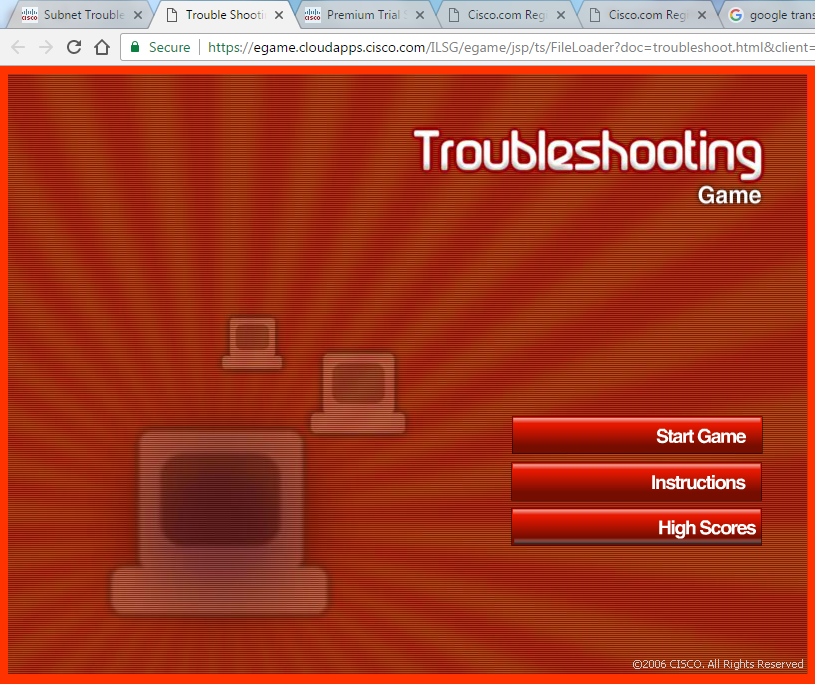 Subnet Trouble
Trouble Shooti
Premium Trial
Cisco.com Reg
Cisco.com Regi
google trans
Secure
https://egame.cloudapps.cisco.com/ILSG/egame/jsp/ts/FileLoader?doc=troubleshoot.html&client=
Troubleshooting
Game
Start Game
Instructions
High Scores
©2006 CISCO. All Rights Reserved